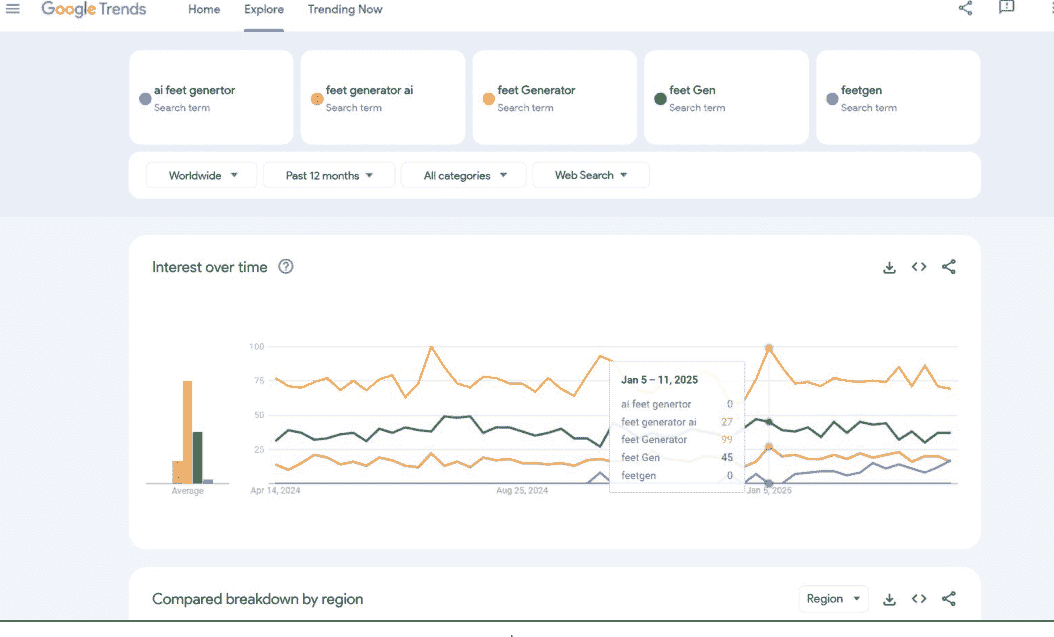 Google Trends Home Explore Trending Now
ai feet genertor
Search term
feet generator ai
Search term
feet Generator
Search term
feet Gen
Search term
feetgen
Search term
Worldwide Past 12 months All categories Web Search
Interest over time
100
75
50
25
Average
Apr 14, 2024 Aug 25, 2024 Jan 5, 2025
Jan 5 – 11, 2025
ai feet genertor 0
feet generator ai 27
feet Generator 99
feet Gen 45
feetgen 0
Compared breakdown by region Region